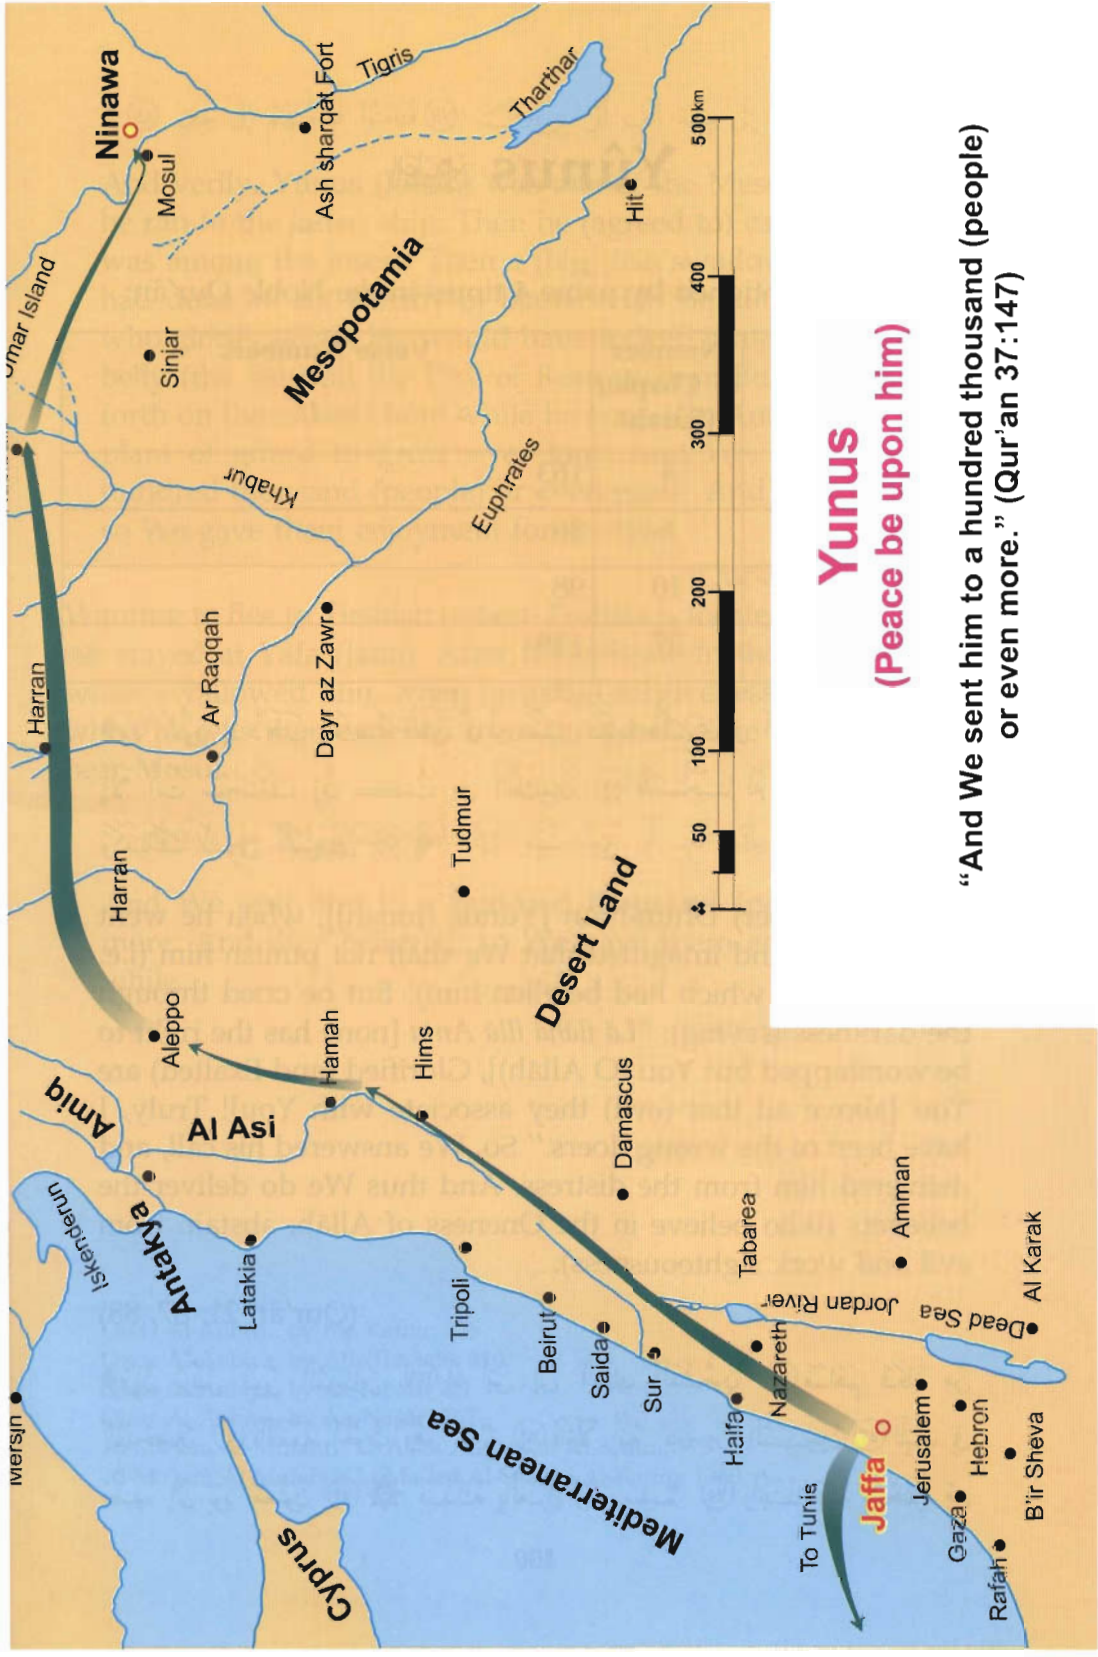 Yunus
(Peace be upon him)
“And We sent him to a hundred thousand (people)
or even more.” (Qur’an 37:147)
Mersin
Iskenderun
Amiq
Antakya
Aleppo
Harran
Harran
Omar Island
Ninawa
Mosul
Sinjar
Ash sharqat Fort
Tigris
Tharthar
Hit
Mesopotamia
Khabur
Euphrates
Ar Raqqah
Dayr az Zawr
Tudmur
Desert Land
Al Asi
Hamah
Hims
Latakia
Tripoli
Cyprus
Mediterranean Sea
Beirut
Saida
Sur
Damascus
Tabarea
Haifa
Nazareth
Jordan River
Amman
Dead Sea
Al Karak
To Tunis
Jaffa
Jerusalem
Hebron
Gaza
B’ir Sheva
Rafah
50
100
200
300
400
500km